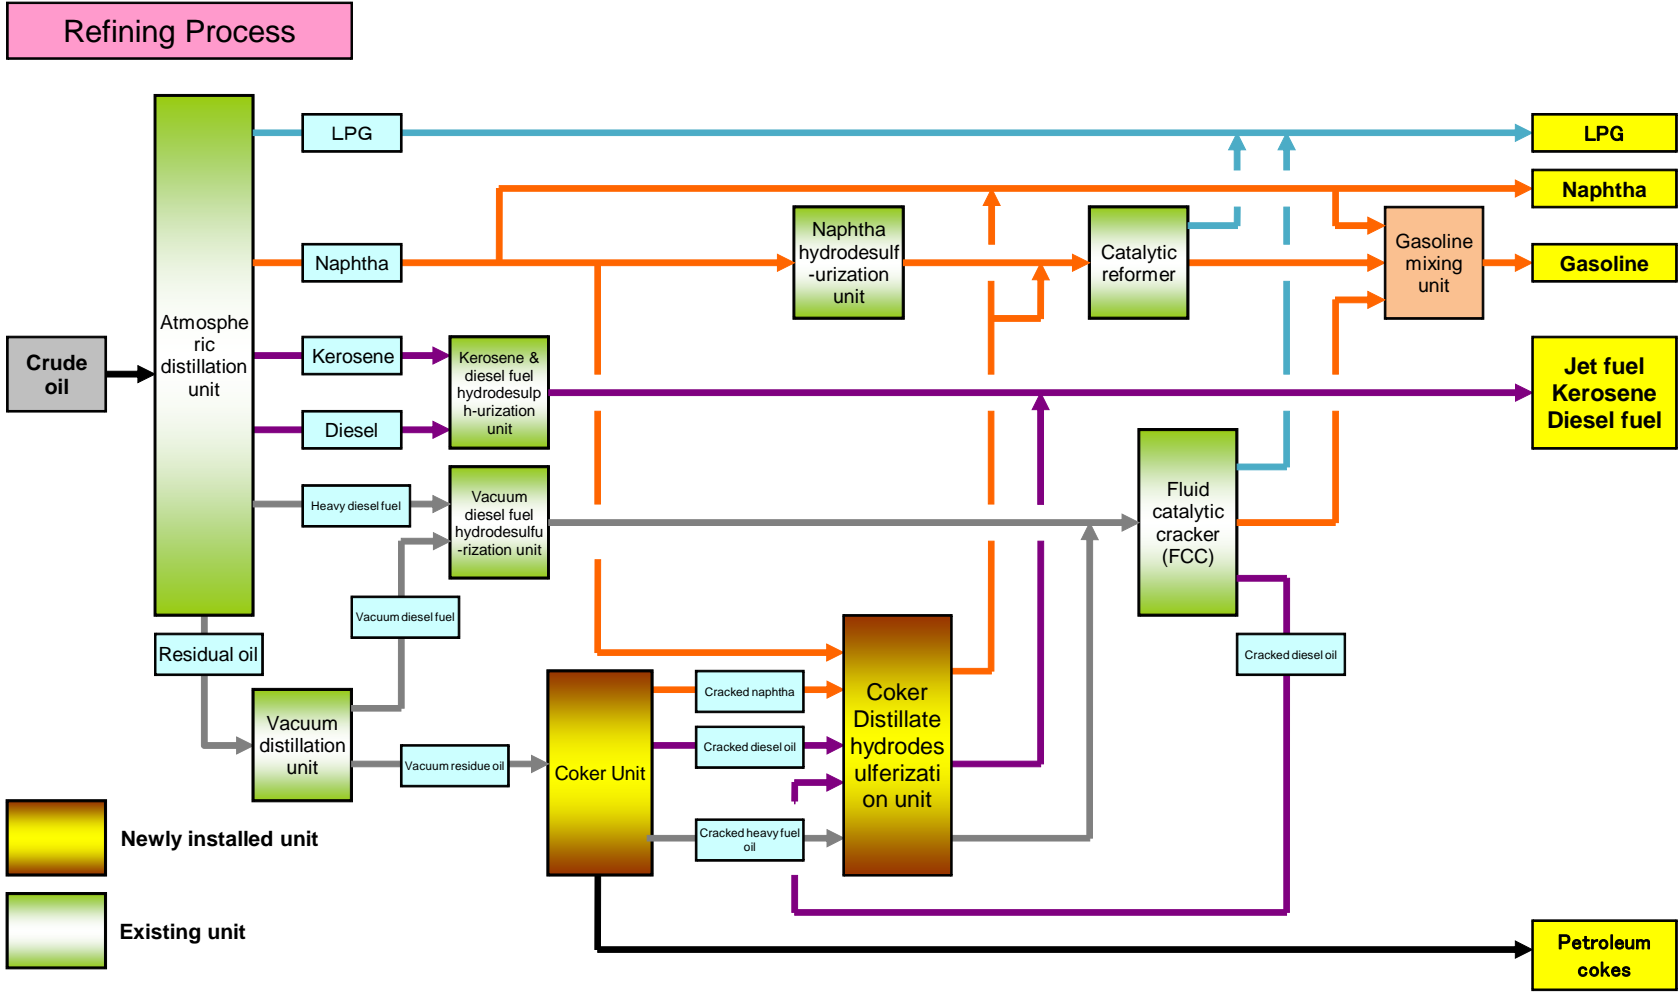 Refining Process
LPG
LPG
Naphtha
Naphtha
hydrodesulf
-urization
unit
Catalytic
reformer
Gasoline
mixing
unit
Naphtha
Gasoline
Crude
oil
Atmosphe
ric
distillation
unit
Kerosene
Diesel
Kerosene &
diesel fuel
hydrodesulp
h-urization
unit
Jet fuel
Kerosene
Diesel fuel
Heavy diesel fuel
Vacuum
diesel fuel
hydrodesulfu
-rization unit
Fluid
catalytic
cracker
(FCC)
Vacuum diesel fuel
Residual oil
Cracked diesel oil
Vacuum
distillation
unit
Vacuum residue oil
Coker Unit
Cracked naphtha
Cracked diesel oil
Cracked heavy fuel
oil
Coker
Distillate
hydrodes
ulferizati
on unit
Newly installed unit
Existing unit
Petroleum
cokes